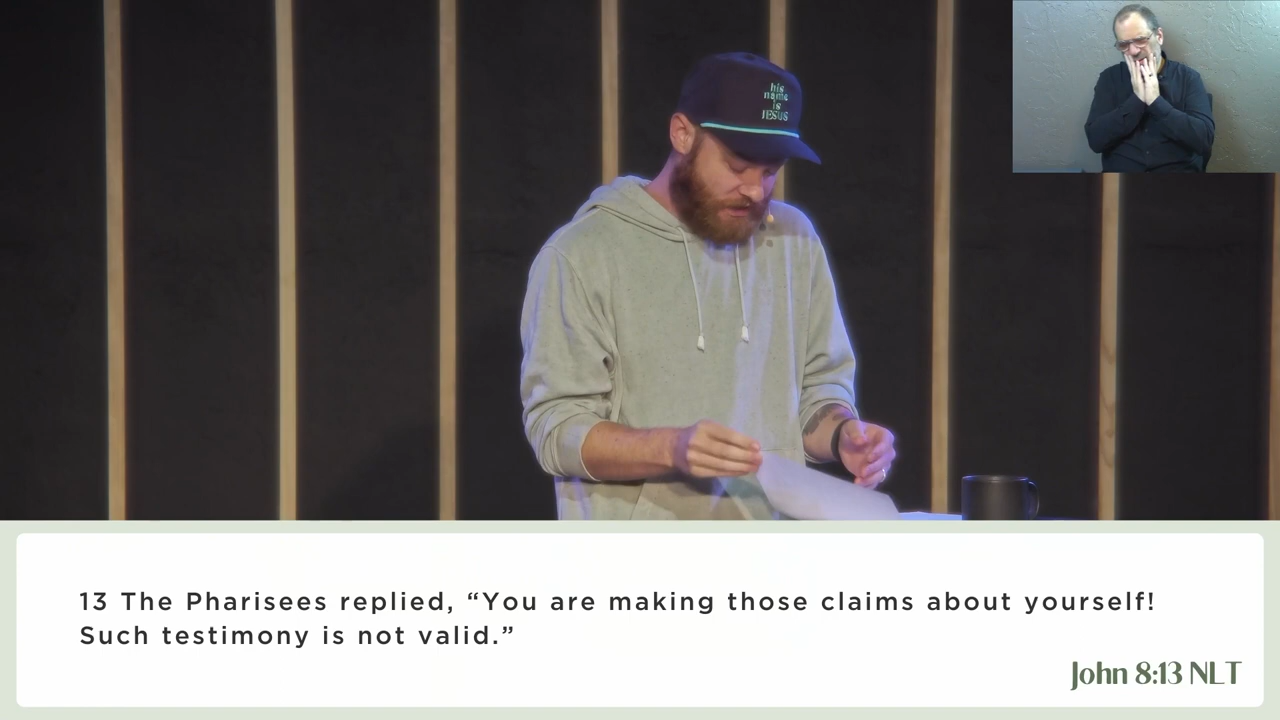 his
name
is
JESUS
13 The Pharisees replied, “You are making those claims about yourself!
Such testimony is not valid.”
John 8:13 NLT